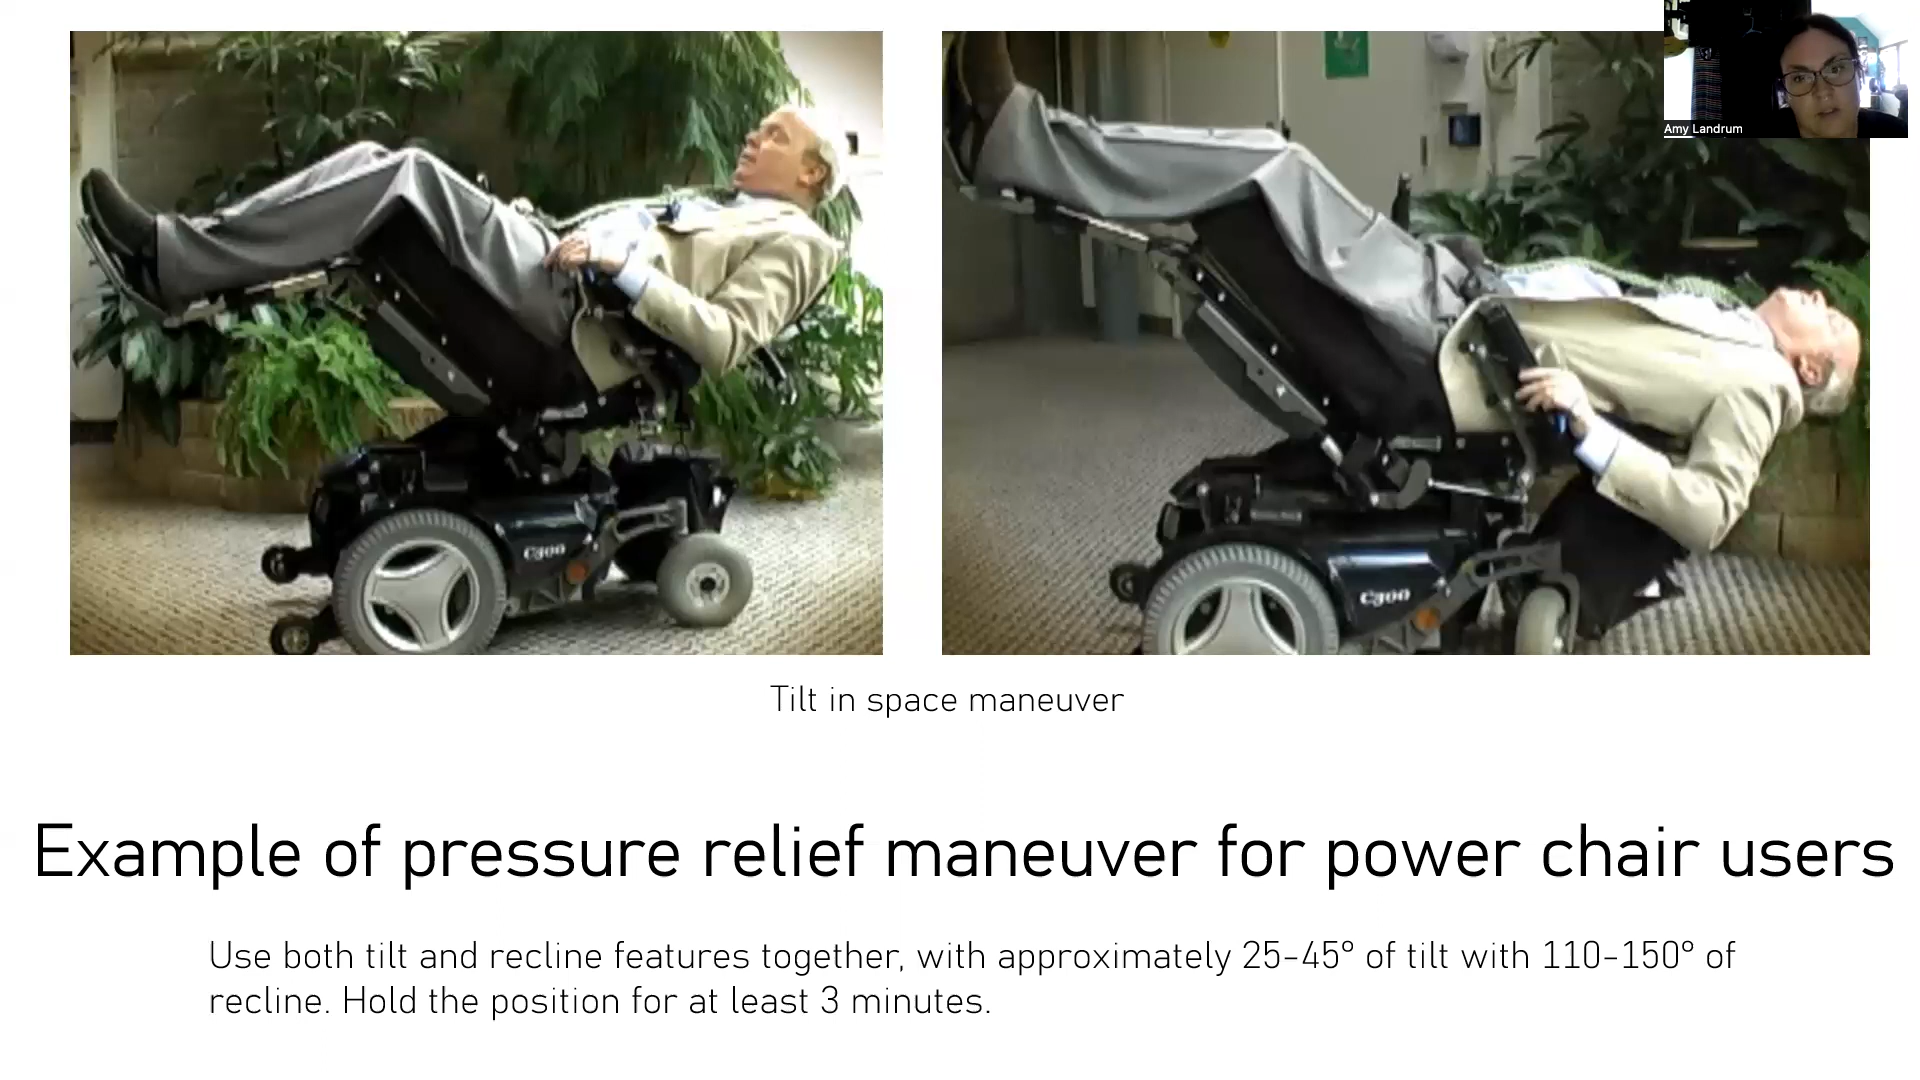 Amy Landrum
C300
C300
Tilt in space maneuver
Example of pressure relief maneuver for power chair users
Use both tilt and recline features together, with approximately 25-45° of tilt with 110-150° of
recline. Hold the position for at least 3 minutes.